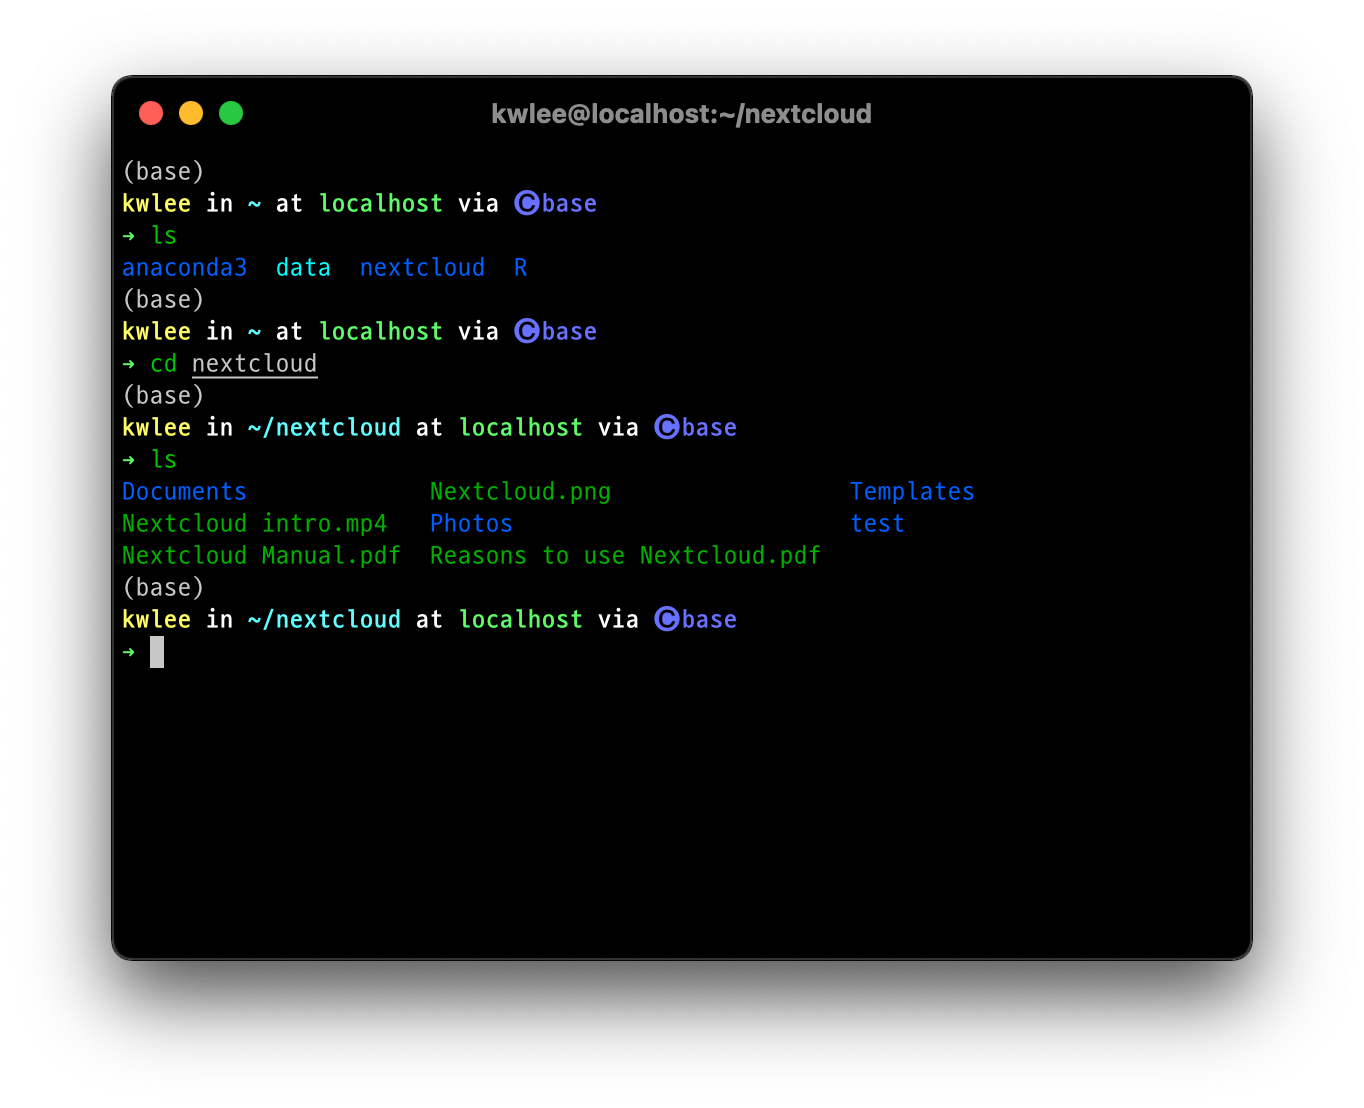 kwlee@localhost:~/nextcloud
(base)
kwlee in ~ at localhost via 🅒 base
➜ ls
anaconda3  data  nextcloud  R
(base)
kwlee in ~ at localhost via 🅒 base
➜ cd nextcloud
(base)
kwlee in ~/nextcloud at localhost via 🅒 base
➜ ls
Documents             Nextcloud.png                 Templates
Nextcloud intro.mp4   Photos                        test
Nextcloud Manual.pdf  Reasons to use Nextcloud.pdf
(base)
kwlee in ~/nextcloud at localhost via 🅒 base
➜